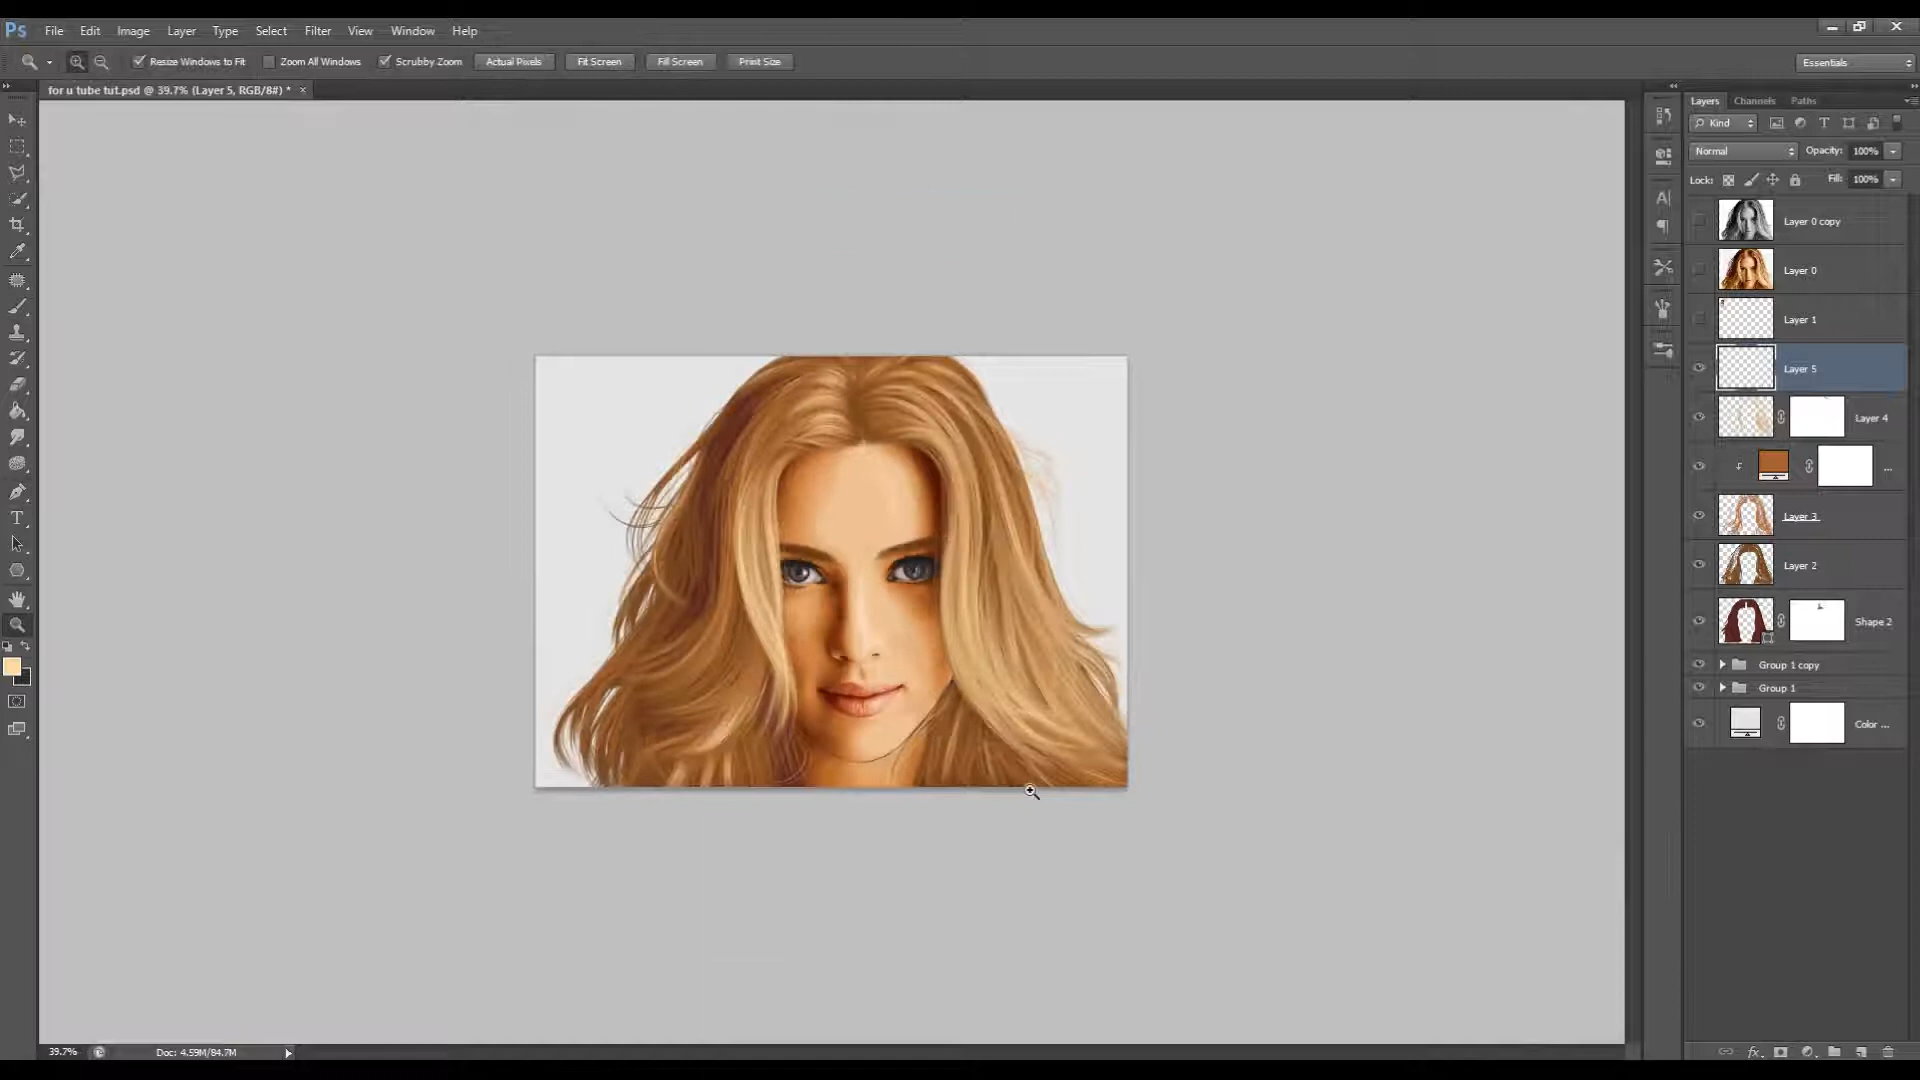 Ps File Edit Image Layer Type Select Filter View Window Help
Resize Windows to Fit Zoom All Windows Scrubby Zoom Actual Pixels Fit Screen Fill Screen Print Size Essentials
for u tube tut.psd @ 39.7% (Layer 5, RGB/8#) * ×
Layers Channels Paths
Kind
Normal Opacity: 100%
Lock: Fill: 100%
Layer 0 copy
Layer 0
Layer 1
Layer 5
Layer 4
...
Layer 3
Layer 2
Shape 2
Group 1 copy
Group 1
Color ...
39.7% Doc: 4.59M/84.7M